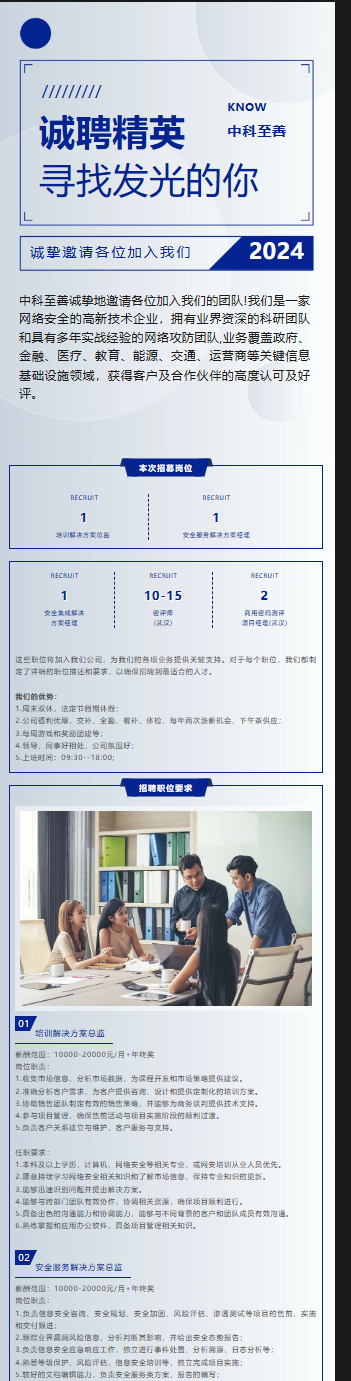 /////////
KNOW
诚聘精英
中科至善
寻找发光的你
诚挚邀请各位加入我们
2024
中科至善诚挚地邀请各位加入我们的团队!我们是一家
网络安全的高新技术企业，拥有业界资深的科研团队
和具有多年实战经验的网络攻防团队,业务覆盖政府、
金融、医疗、教育、能源、交通、运营商等关键信息
基础设施领域，获得客户及合作伙伴的高度认可及好
评。
本次招募岗位
RECRUIT
1
培训解决方案总监
RECRUIT
1
安全服务解决方案经理
RECRUIT
1
安全集成解决
方案经理
RECRUIT
10-15
密评师
(武汉)
RECRUIT
2
商用密码测评
项目经理(武汉)
这些职位将加入我们公司，为我们的各项业务提供关键支持。对于每个职位，我们都制
定了详细的职位描述和要求，以确保招聘到最适合的人才。
我们的优势：
1.周末双休，法定节假期休假；
2.公司福利优厚，交补、全勤、餐补、体检，每年两次涨薪机会，下午茶供应；
3.每周游戏和奖励团建等；
4.领导、同事好相处，公司氛围好；
5.上班时间：09:30--18:00;
招聘职位要求
01
培训解决方案总监
薪酬范围：10000-20000元/月+年终奖
岗位职责：
1.收集市场信息，分析市场数据，为课程开发和市场策略提供建议。
2.准确分析客户需求，为客户提供咨询，设计和提供定制化的培训方案。
3.协助销售团队制定有效的销售策略，并能够为商务谈判提供技术支持。
4.参与项目管理，确保售前活动与项目实施阶段的顺利过渡。
5.负责客户关系建立与维护，客户服务与支持。
任职要求：
1.本科及以上学历，计算机、网络安全等相关专业，或网安培训从业人员优先。
2.愿意持续学习网络安全相关知识和了解市场信息，保持专业知识的更新。
3.能够迅速识别问题并提出解决方案。
4.能够与跨部门团队有效协作，协调相关资源，确保项目顺利进行。
5.具备出色的沟通能力和协调能力，能够与不同背景的客户和团队成员有效沟通。
6.熟练掌握和应用办公软件，具备项目管理相关知识。
02
安全服务解决方案总监
薪酬范围：10000-20000元/月+年终奖
岗位职责：
1.负责信息安全咨询、安全规划、安全加固、风险评估、渗透测试等项目的售前、实施
和交付跟进；
2.跟踪业界漏洞风险信息，分析判断其影响，并给出安全态势报告；
3.负责信息安全应急响应工作，独立进行事件处置、分析溯源、日志分析等；
4.熟悉等级保护、风险评估、信息安全培训等，独立完成项目实施；
5.较好的文档编辑能力，负责安全服务类方案、报告的编写；